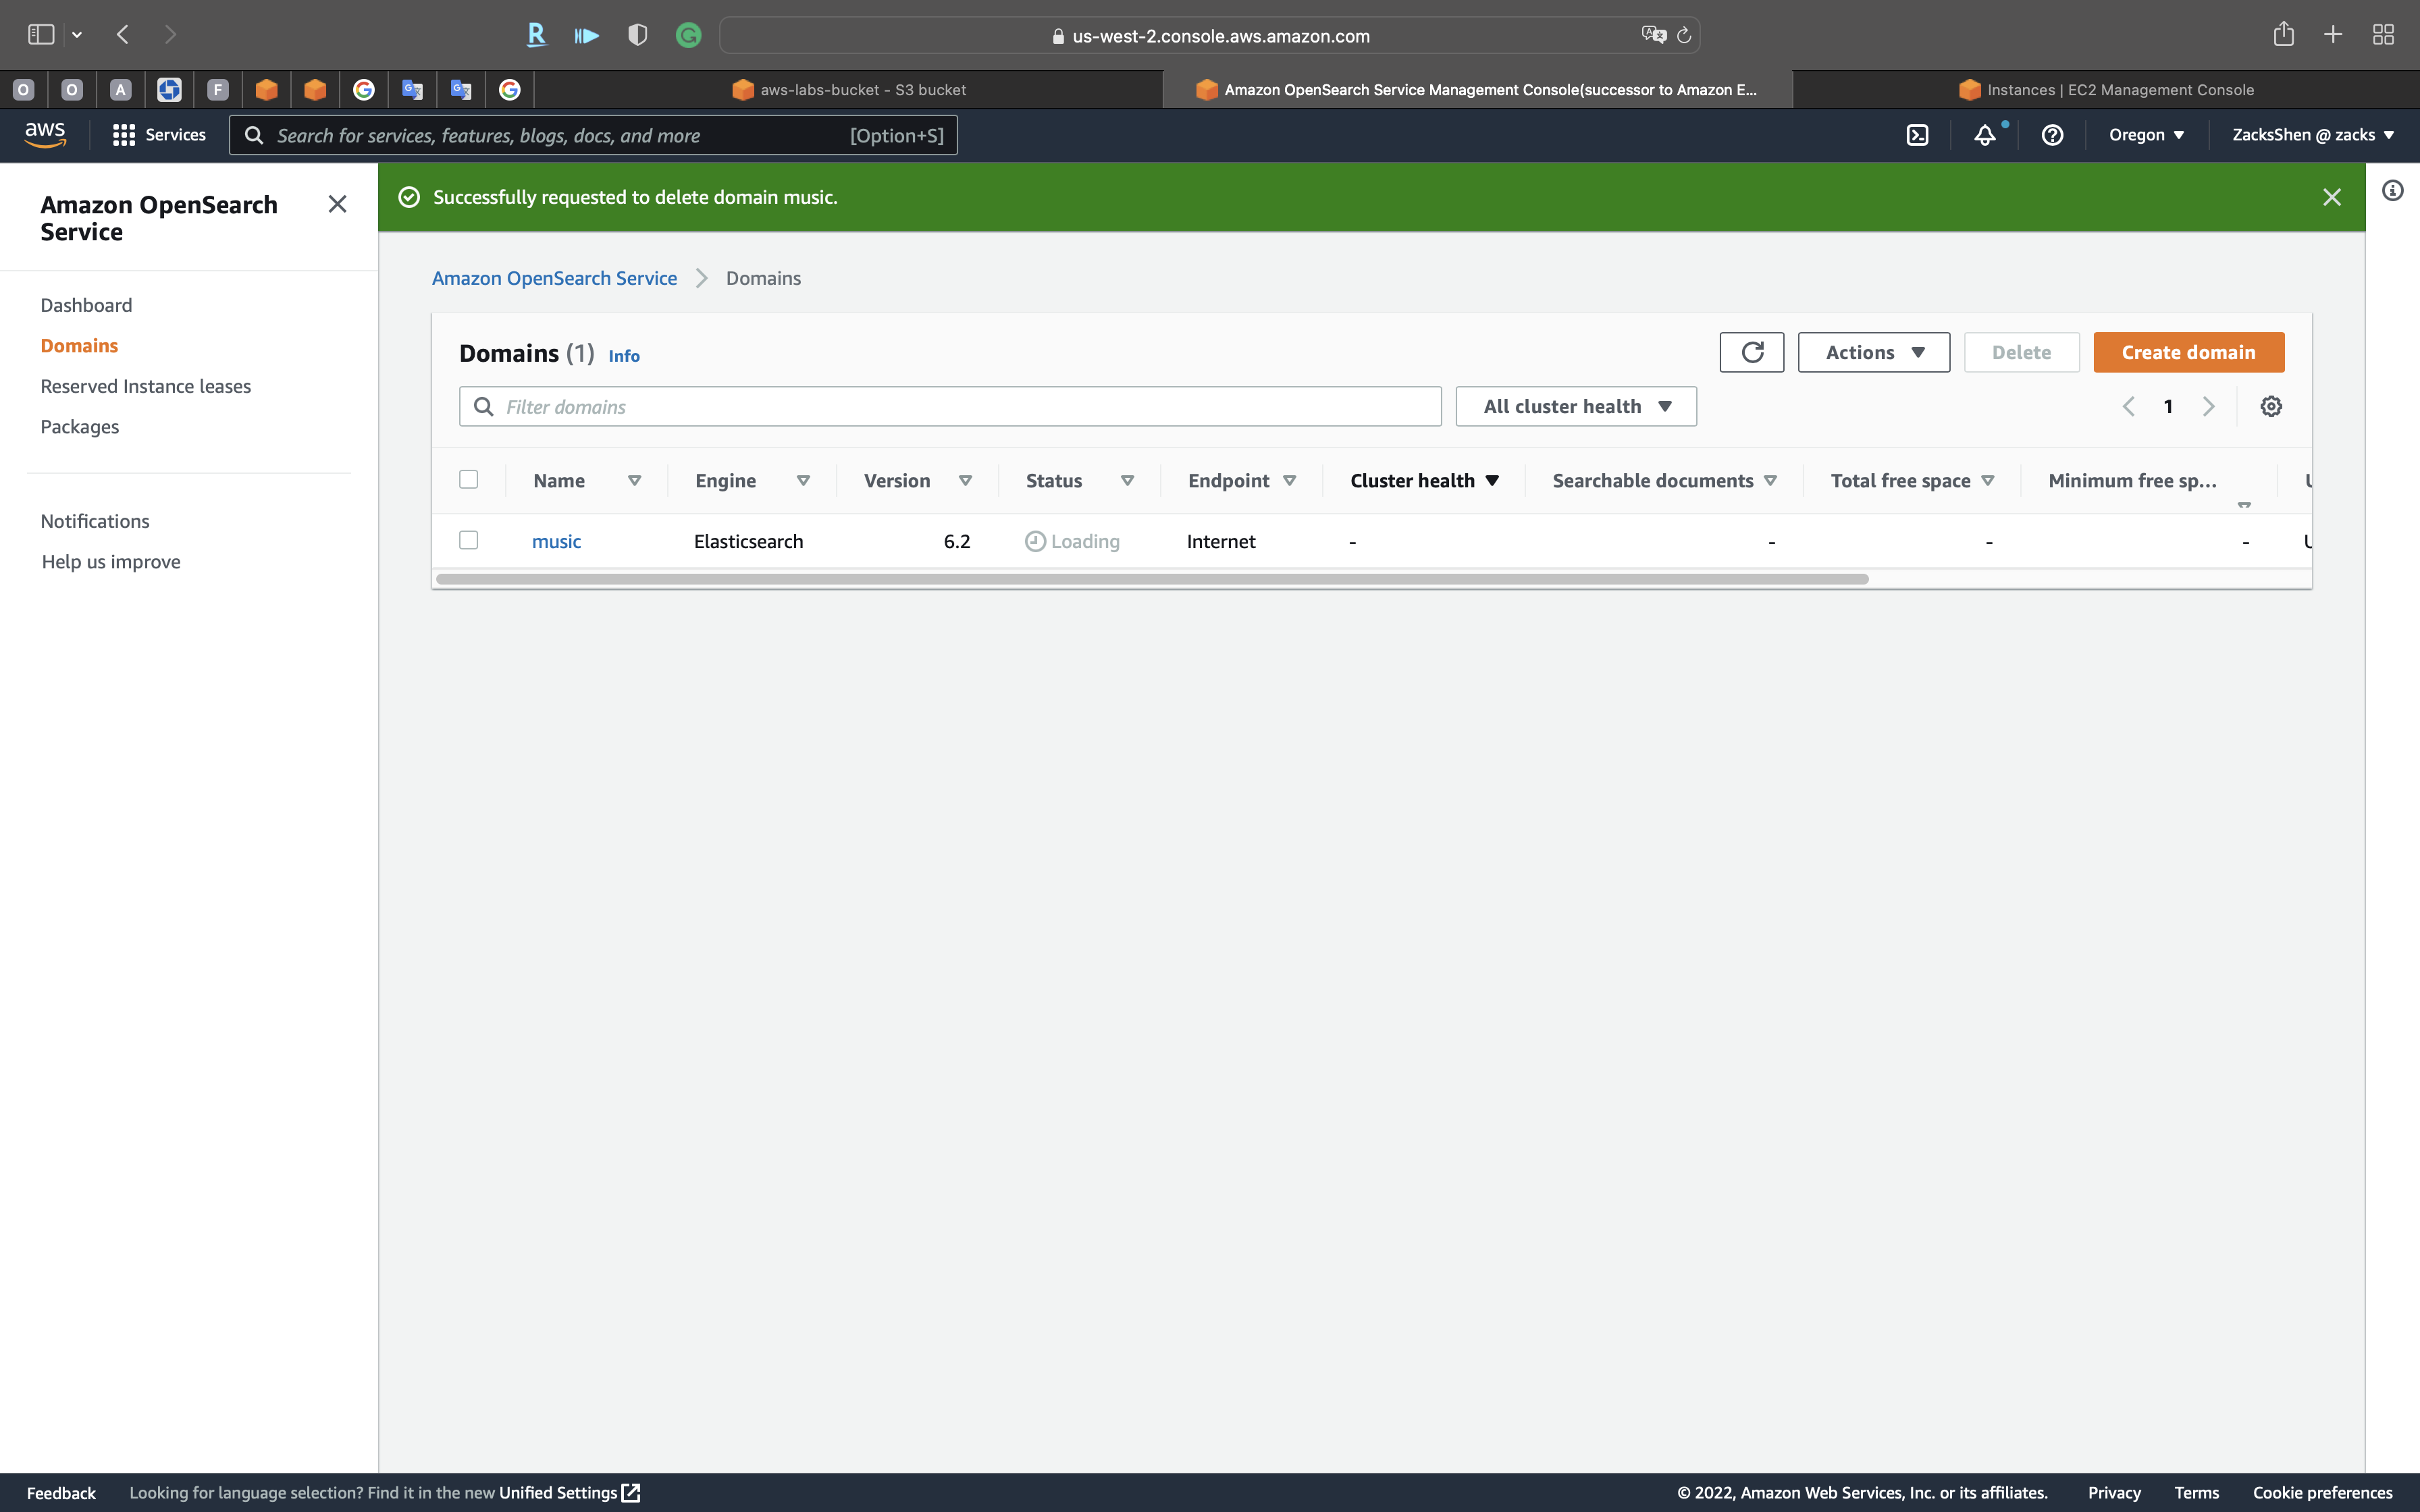 us-west-2.console.aws.amazon.com
O O A F
aws-labs-bucket - S3 bucket
Amazon OpenSearch Service Management Console(successor to Amazon E...
Instances | EC2 Management Console
aws
Services
Search for services, features, blogs, docs, and more [Option+S]
Oregon
ZacksShen @ zacks
Amazon OpenSearch
Service
Dashboard
Domains
Reserved Instance leases
Packages
Notifications
Help us improve
Successfully requested to delete domain music.
Amazon OpenSearch Service
Domains
Domains (1) Info
Actions
Delete
Create domain
Filter domains
All cluster health
1
Name Engine Version Status Endpoint Cluster health Searchable documents Total free space Minimum free sp...
music Elasticsearch 6.2 Loading Internet - - - -
Feedback
Looking for language selection? Find it in the new Unified Settings
© 2022, Amazon Web Services, Inc. or its affiliates.
Privacy
Terms
Cookie preferences